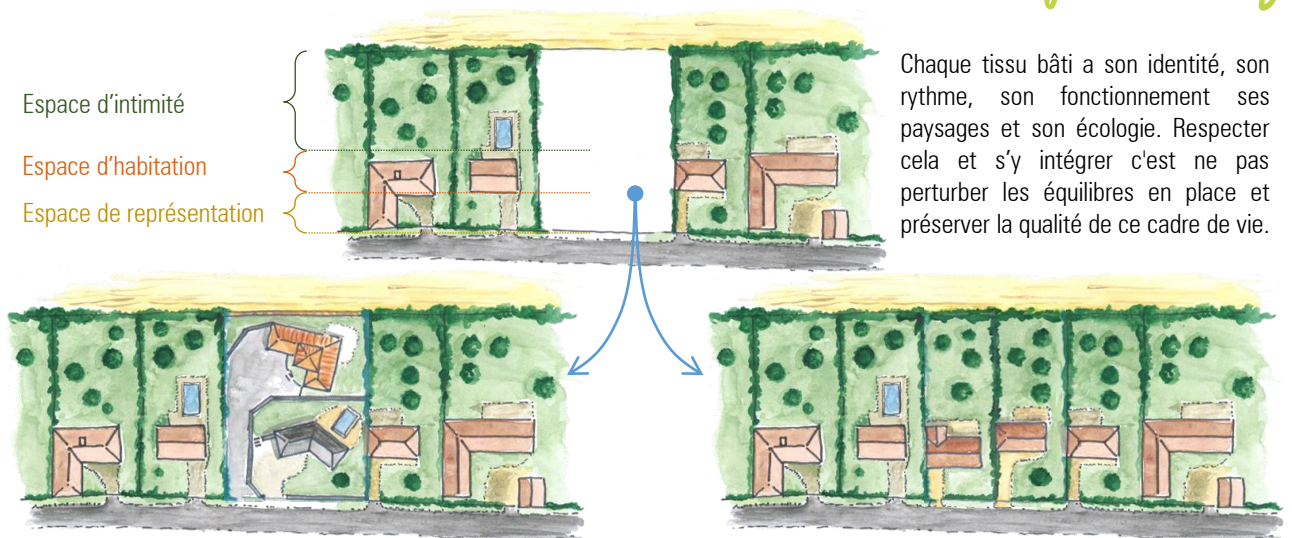 Espace d'intimité
Espace d'habitation
Espace de représentation
Chaque tissu bâti a son identité, son
rythme, son fonctionnement ses
paysages et son écologie. Respecter
cela et s'y intégrer c'est ne pas
perturber les équilibres en place et
préserver la qualité de ce cadre de vie.